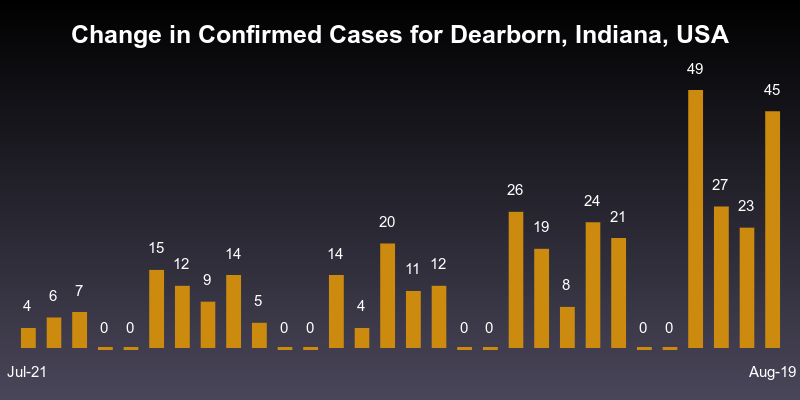 Change in Confirmed Cases for Dearborn, Indiana, USA
4 6 7 0 0 15 12 9 14 5 0 0 14 4 20 11 12 0 0 26 19 8 24 21 0 0 49 27 23 45
Jul-21 Aug-19